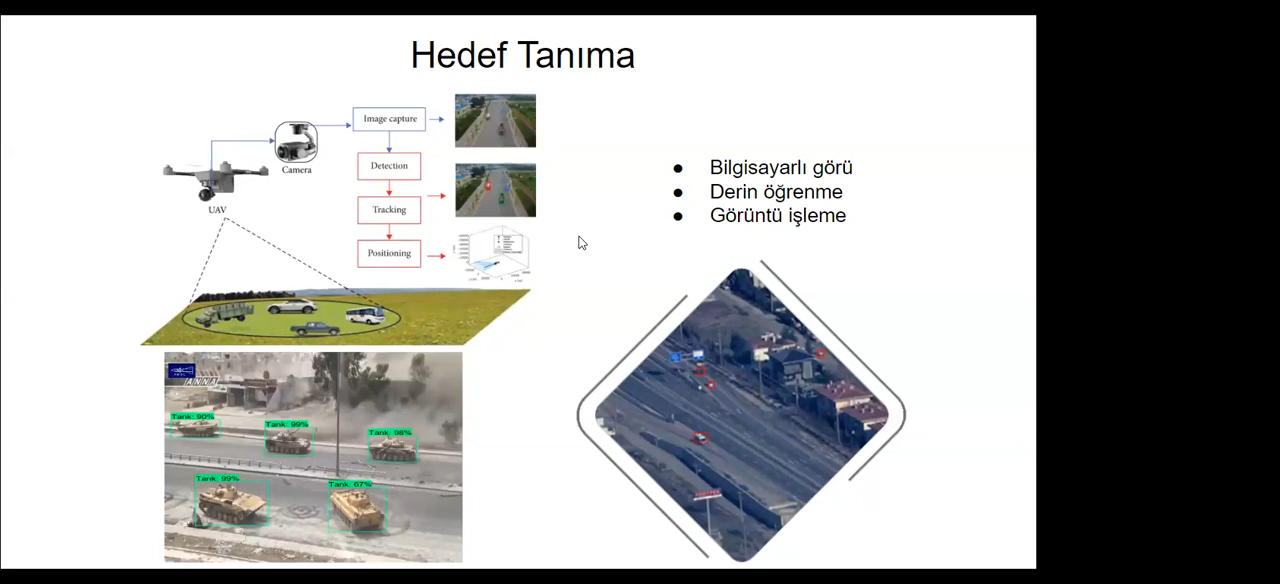 Hedef Tanıma
Image capture
Camera
Detection
UAV
Tracking
Positioning
Bilgisayarlı görü
Derin öğrenme
Görüntü işleme
ANNA
Tank: 90%
Tank: 99%
Tank: 98%
Tank: 99%
Tank: 67%